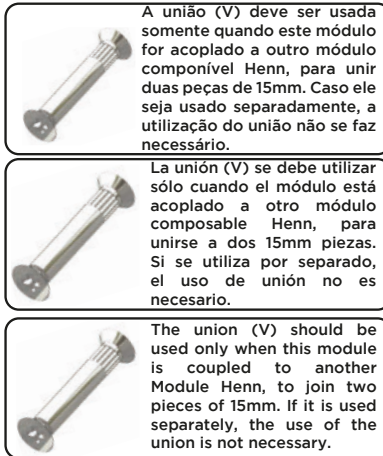 A união (V) deve ser usada
somente quando este módulo
for acoplado a outro módulo
componível Henn, para unir
duas peças de 15mm. Caso ele
seja usado separadamente, a
utilização do união não se faz
necessário.
La unión (V) se debe utilizar
sólo cuando el módulo está
acoplado a otro módulo
composable Henn, para
unirse a dos 15mm piezas.
Si se utiliza por separado,
el uso de unión no es
necesario.
The union (V) should be
used only when this module
is coupled to another
Module Henn, to join two
pieces of 15mm. If it is used
separately, the use of the
union is not necessary.